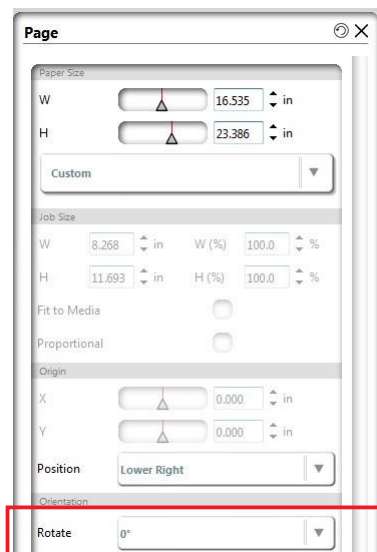 Page
Paper Size
W 16.535 in
H 23.386 in
Custom
Job Size
W 8.268 in W (%) 100.0 %
H 11.693 in H (%) 100.0 %
Fit to Media
Proportional
Origin
X 0.000 in
Y 0.000 in
Position Lower Right
Orientation
Rotate 0°